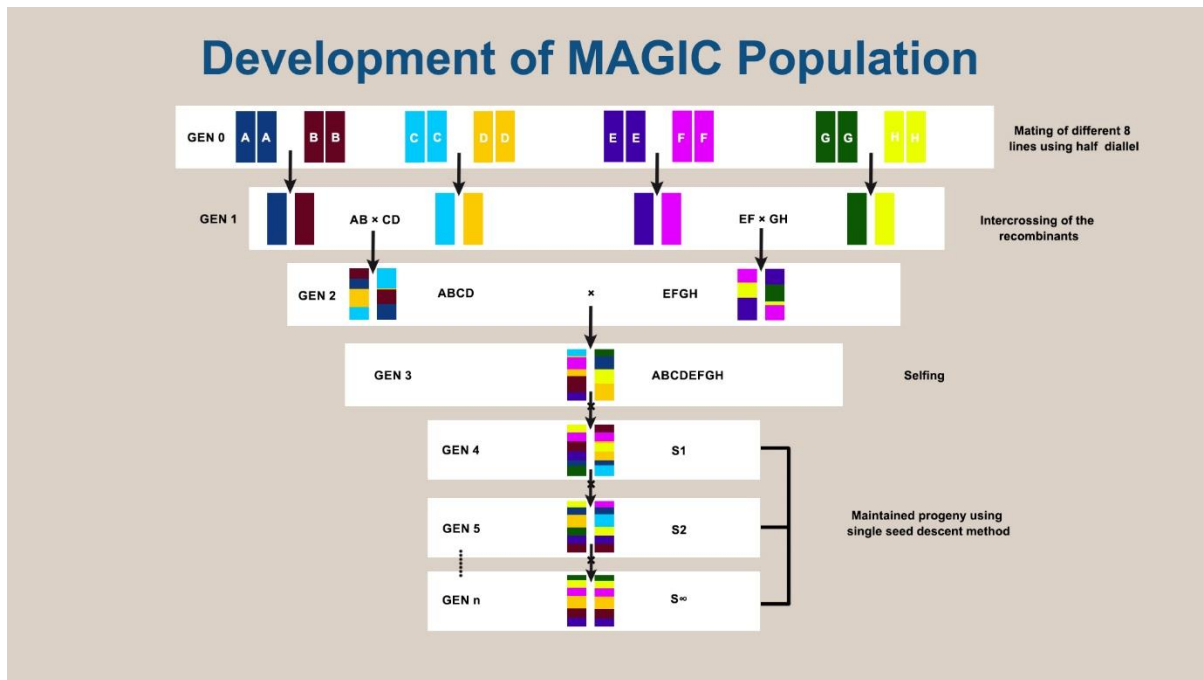 Development of MAGIC Population
GEN 0 A A B B C C D D E E F F G G H H
Mating of different 8
lines using half diallel
GEN 1 AB × CD EF × GH
Intercrossing of the
recombinants
GEN 2 ABCD × EFGH
GEN 3 ABCDEFGH
Selfing
×
GEN 4 S1
×
GEN 5 S2
Maintained progeny using
single seed descent method
×
GEN n S∞